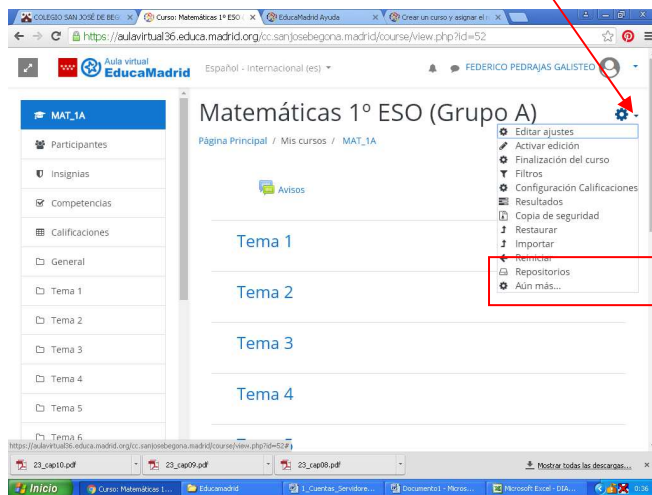 COLEGIO SAN JOSÉ DE BEG
Curso: Matemáticas 1º ESO
EducaMadrid Ayuda
Crear un curso y asignar el
https://aulavirtual36.educa.madrid.org/cc.sanjosebegona.madrid/course/view.php?id=52
Aula virtual
EducaMadrid
Español - Internacional (es)
FEDERICO PEDRAJAS GALISTEO
MAT_1A
Participantes
Insignias
Competencias
Calificaciones
General
Tema 1
Tema 2
Tema 3
Tema 4
Tema 5
Tema 6
Matemáticas 1º ESO (Grupo A)
Página Principal / Mis cursos / MAT_1A
Editar ajustes
Activar edición
Finalización del curso
Filtros
Configuración Calificaciones
Resultados
Copia de seguridad
Restaurar
Importar
Reiniciar
Repositorios
Aún más...
Avisos
Tema 1
Tema 2
Tema 3
Tema 4
https://aulavirtual36.educa.madrid.org/cc.sanjosebegona.madrid/course/view.php?id=52#
23_cap10.pdf
23_cap09.pdf
23_cap08.pdf
Mostrar todas las descargas...
Inicio
Curso: Matemáticas 1...
Educamadrid
1_Cuentas_Servidore...
Documento1 - Micros...
Microsoft Excel - DIA...
0:36